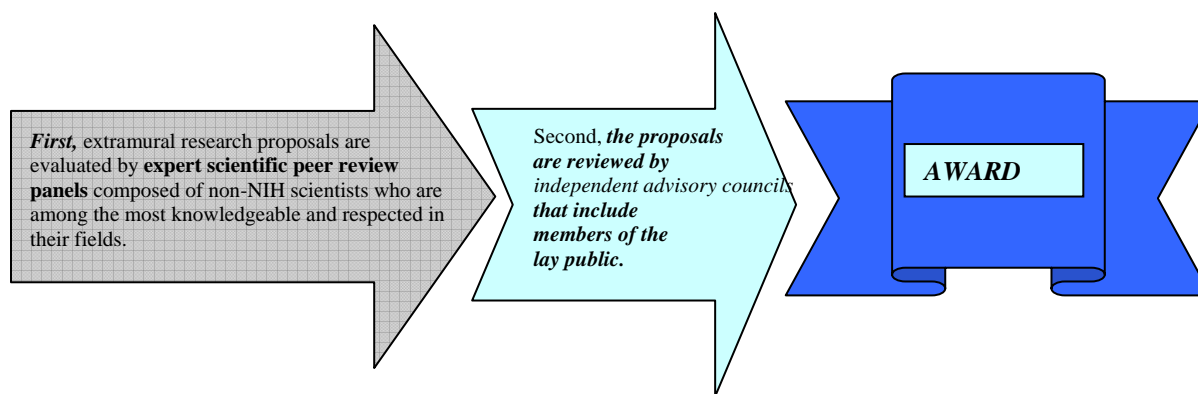 First, extramural research proposals are
evaluated by expert scientific peer review
panels composed of non-NIH scientists who are
among the most knowledgeable and respected in
their fields.
Second, the proposals
are reviewed by
independent advisory councils
that include
members of the
lay public.
AWARD